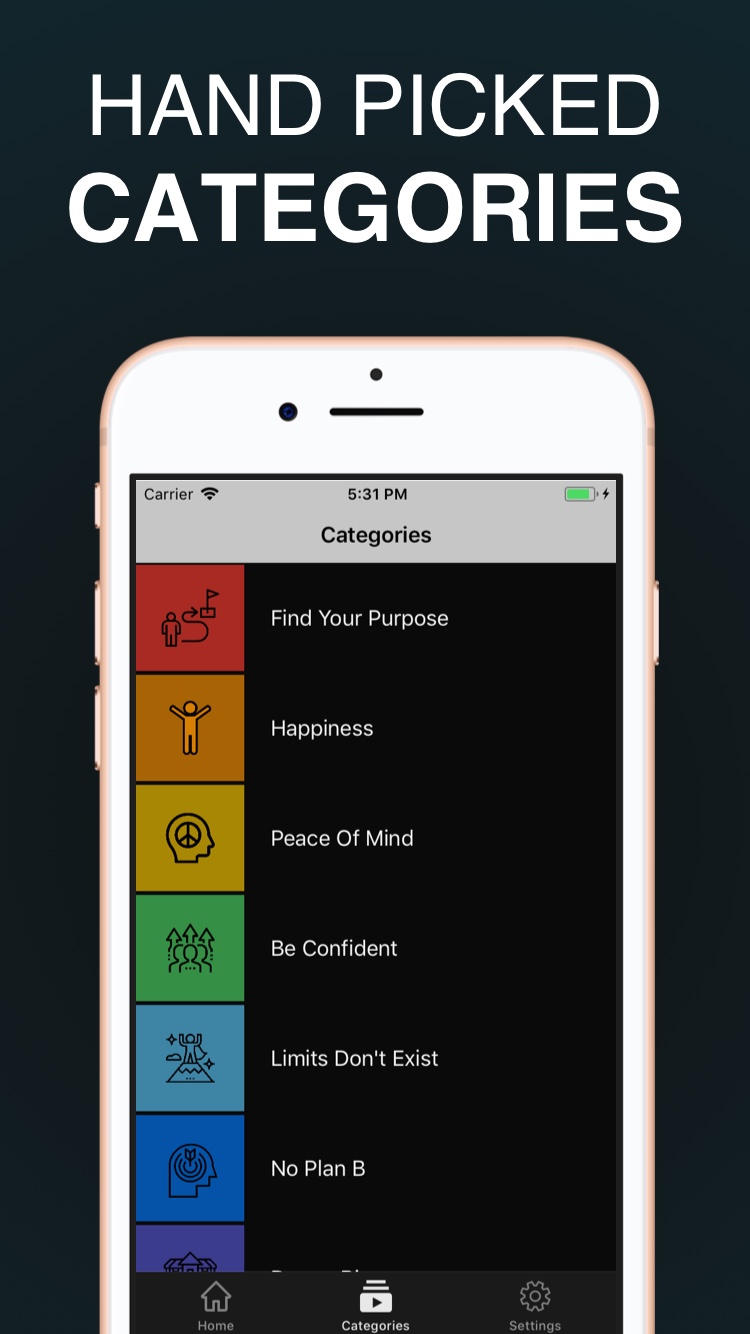 HAND PICKED
CATEGORIES
Carrier 5:31 PM
Categories
Find Your Purpose
Happiness
Peace Of Mind
Be Confident
Limits Don't Exist
No Plan B
Home Categories Settings